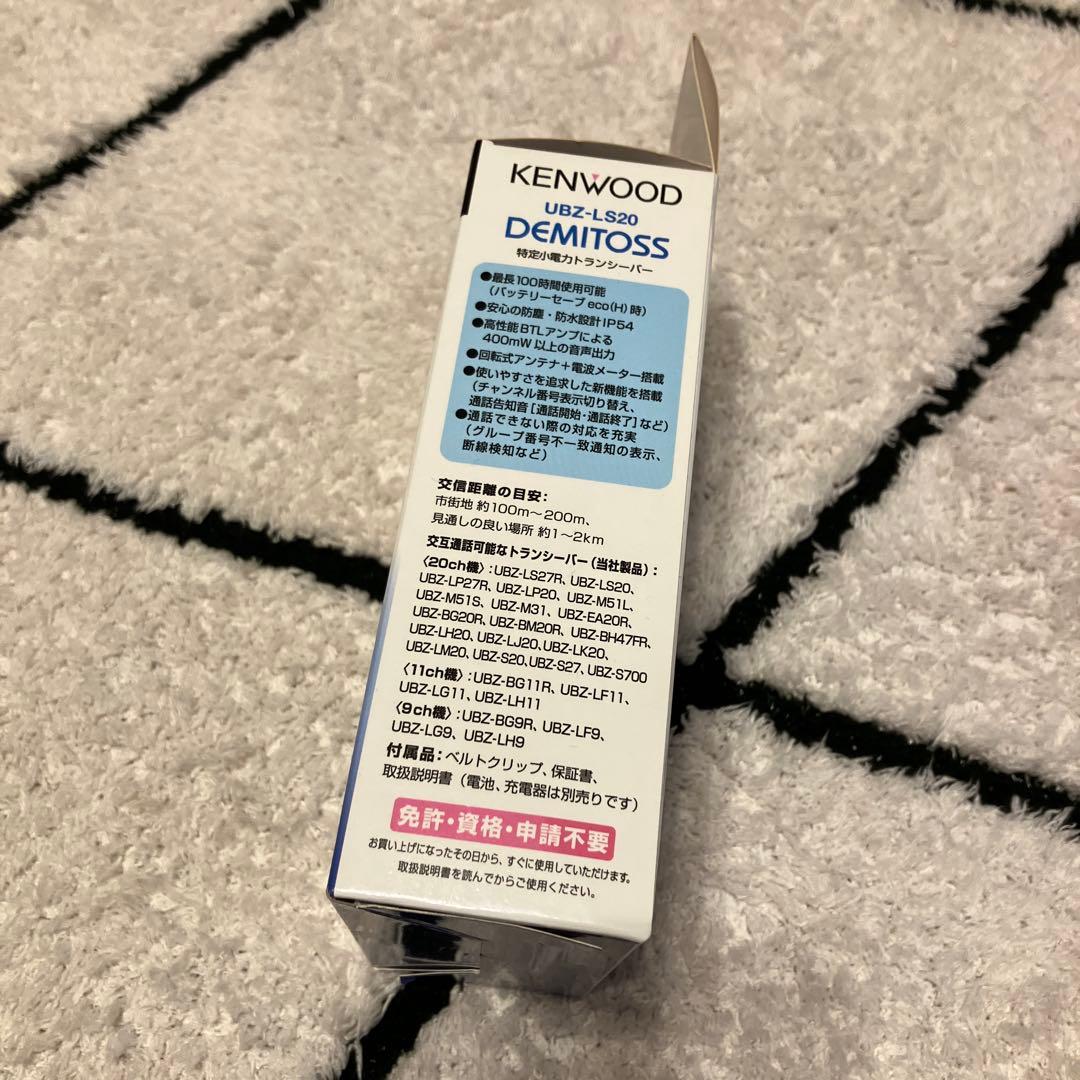 KENWOOD
UBZ-LS20
DEMITOSS
特定小電力トランシーバー
●最長100時間使用可能
（バッテリーセーブ eco(H) 時）
●安心の防塵・防水設計IP54
●高性能BTLアンプによる
400mW以上の音声出力
●回転式アンテナ＋電波メーター搭載
●使いやすさを追求した新機能を搭載
（チャンネル番号表示切り替え、
通話告知音［通話開始・通話終了］など）
●通話できない際の対応を充実
（グループ番号不一致通知の表示、
断線検知など）
交信距離の目安：
市街地 約100m～200m、
見通しの良い場所 約1～2km
交互通話可能なトランシーバー（当社製品）：
〈20ch機〉：UBZ-LS27R、UBZ-LS20、
UBZ-LP27R、UBZ-LP20、UBZ-M51L、
UBZ-M51S、UBZ-M31、UBZ-EA20R、
UBZ-BG20R、UBZ-BM20R、UBZ-BH47FR、
UBZ-LH20、UBZ-LJ20、UBZ-LK20、
UBZ-LM20、UBZ-S20、UBZ-S27、UBZ-S700
〈11ch機〉：UBZ-BG11R、UBZ-LF11、
UBZ-LG11、UBZ-LH11
〈9ch機〉：UBZ-BG9R、UBZ-LF9、
UBZ-LG9、UBZ-LH9
付属品：ベルトクリップ、保証書、
取扱説明書（電池、充電器は別売りです）
免許・資格・申請不要
お買い上げになったその日から、すぐに使用していただけます。
取扱説明書を読んでからご使用ください。